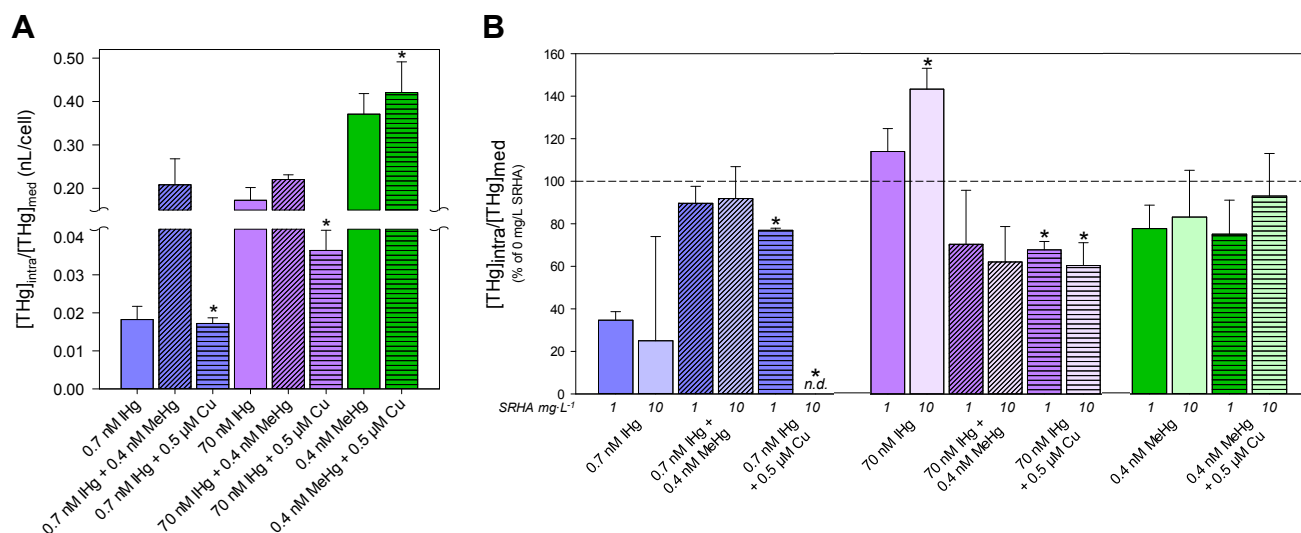 A
[THg]intra/[THg]med (nL/cell)
0.50
0.40
0.30
0.20
0.04
0.03
0.02
0.01
0.00
*
*
*
0.7 nM IHg
0.7 nM IHg + 0.4 nM MeHg
0.7 nM IHg + 0.5 µM Cu
70 nM IHg
70 nM IHg + 0.4 nM MeHg
70 nM IHg + 0.5 µM Cu
0.4 nM MeHg
0.4 nM MeHg + 0.5 µM Cu
B
[THg]intra/[THg]med
(% of 0 mg/L SRHA)
160
140
120
100
80
60
40
20
0
*
*
n.d.
*
*
*
SRHA mg·L-1 1 10 1 10 1 10 1 10 1 10 1 10 1 10 1 10
0.7 nM IHg
0.7 nM IHg +
0.4 nM MeHg
0.7 nM IHg
+ 0.5 µM Cu
70 nM IHg
70 nM IHg +
0.4 nM MeHg
70 nM IHg
+ 0.5 µM Cu
0.4 nM MeHg
0.4 nM MeHg
+ 0.5 µM Cu